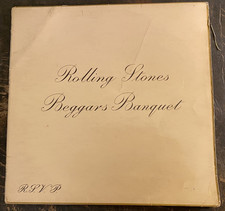 Rolling Stones
Beggars Banquet
R.S.V.P.